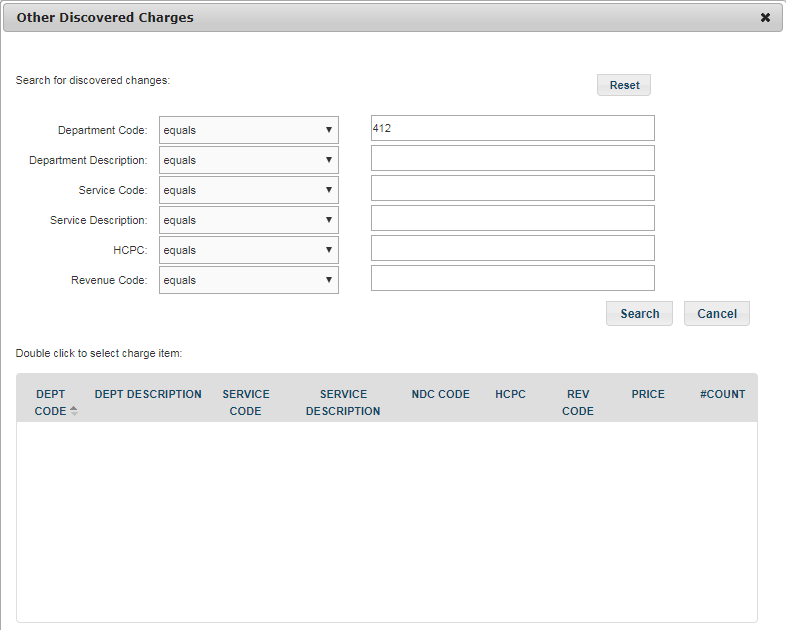 Other Discovered Charges
Search for discovered changes:
Reset
Department Code: equals 412
Department Description: equals
Service Code: equals
Service Description: equals
HCPC: equals
Revenue Code: equals
Search Cancel
Double click to select charge item:
DEPT DEPT DESCRIPTION SERVICE SERVICE NDC CODE HCPC REV PRICE #COUNT
CODE CODE DESCRIPTION CODE